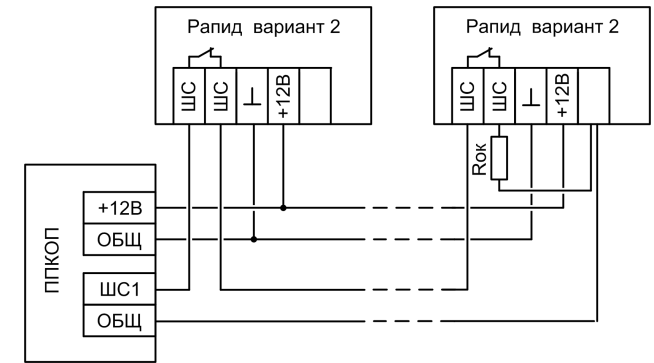 Рапид вариант 2
ШС
ШС
⊥
+12В
Рапид вариант 2
ШС
ШС
⊥
+12В
Rок
ППКОП
+12В
ОБЩ
ШС1
ОБЩ